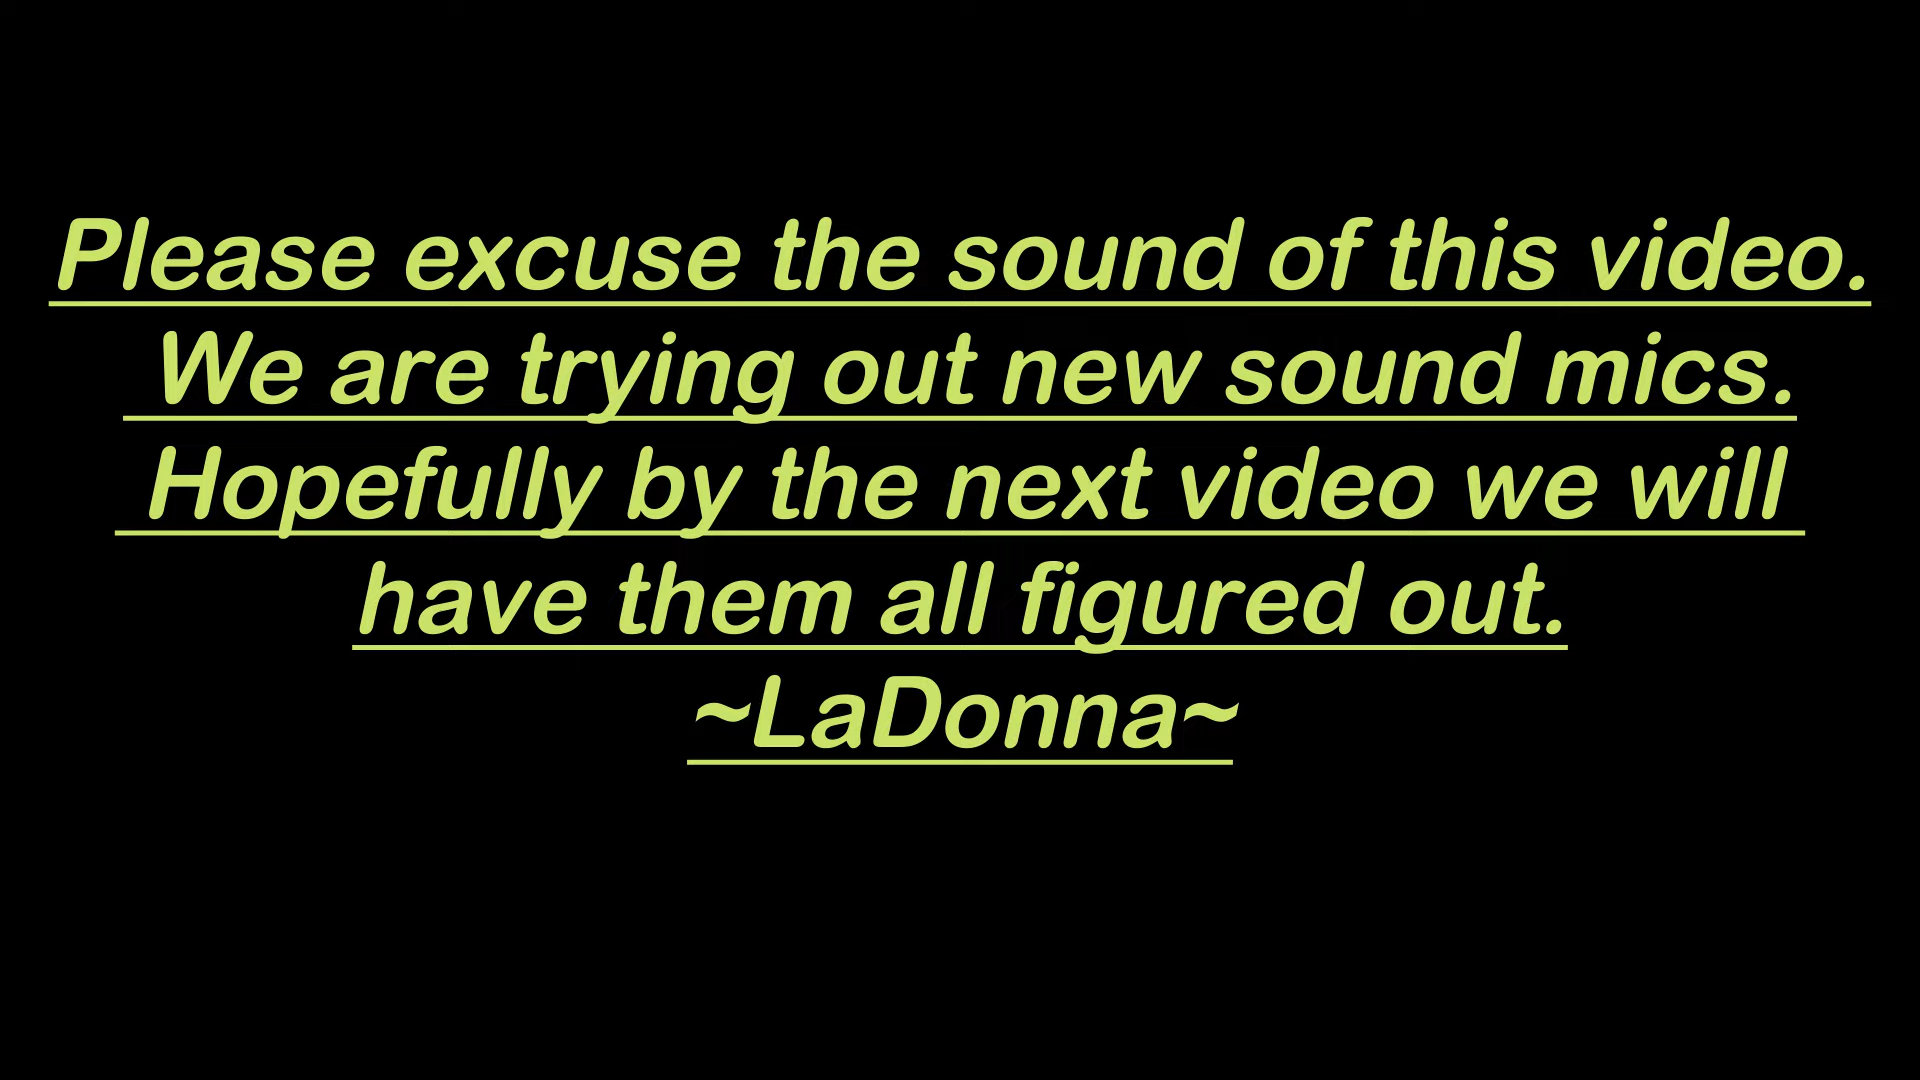 Please excuse the sound of this video.
We are trying out new sound mics.
Hopefully by the next video we will
have them all figured out.
~LaDonna~